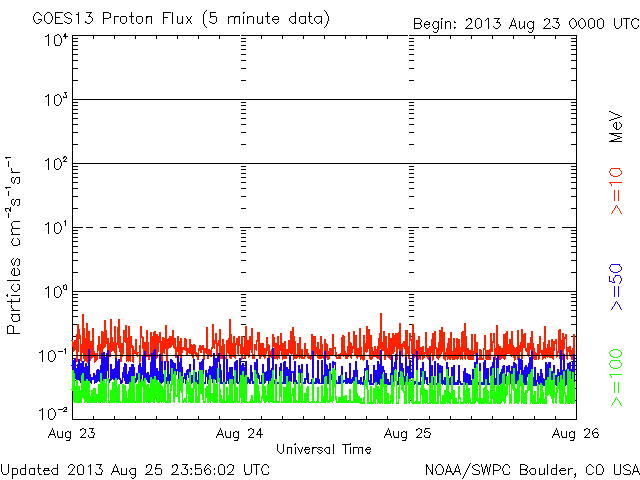 GOES13 Proton Flux (5 minute data)
Begin: 2013 Aug 23 0000 UTC
10⁴
10³
10²
10¹
10⁰
10⁻¹
10⁻²
Particles cm⁻²s⁻¹sr⁻¹
MeV
>=10
>=50
>=100
Aug 23
Aug 24
Aug 25
Aug 26
Universal Time
Updated 2013 Aug 25 23:56:02 UTC
NOAA/SWPC Boulder, CO USA